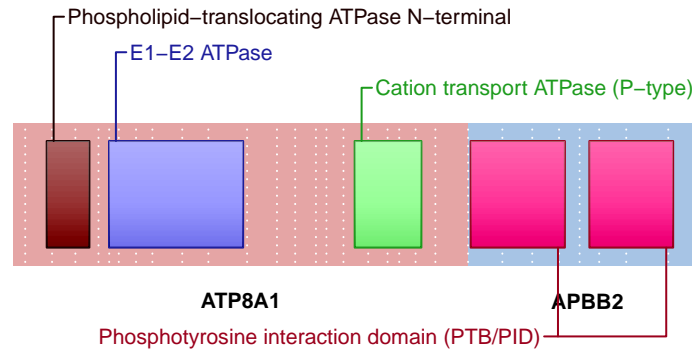 Phospholipid−translocating ATPase N−terminal
E1−E2 ATPase
Cation transport ATPase (P−type)
ATP8A1
APBB2
Phosphotyrosine interaction domain (PTB/PID)